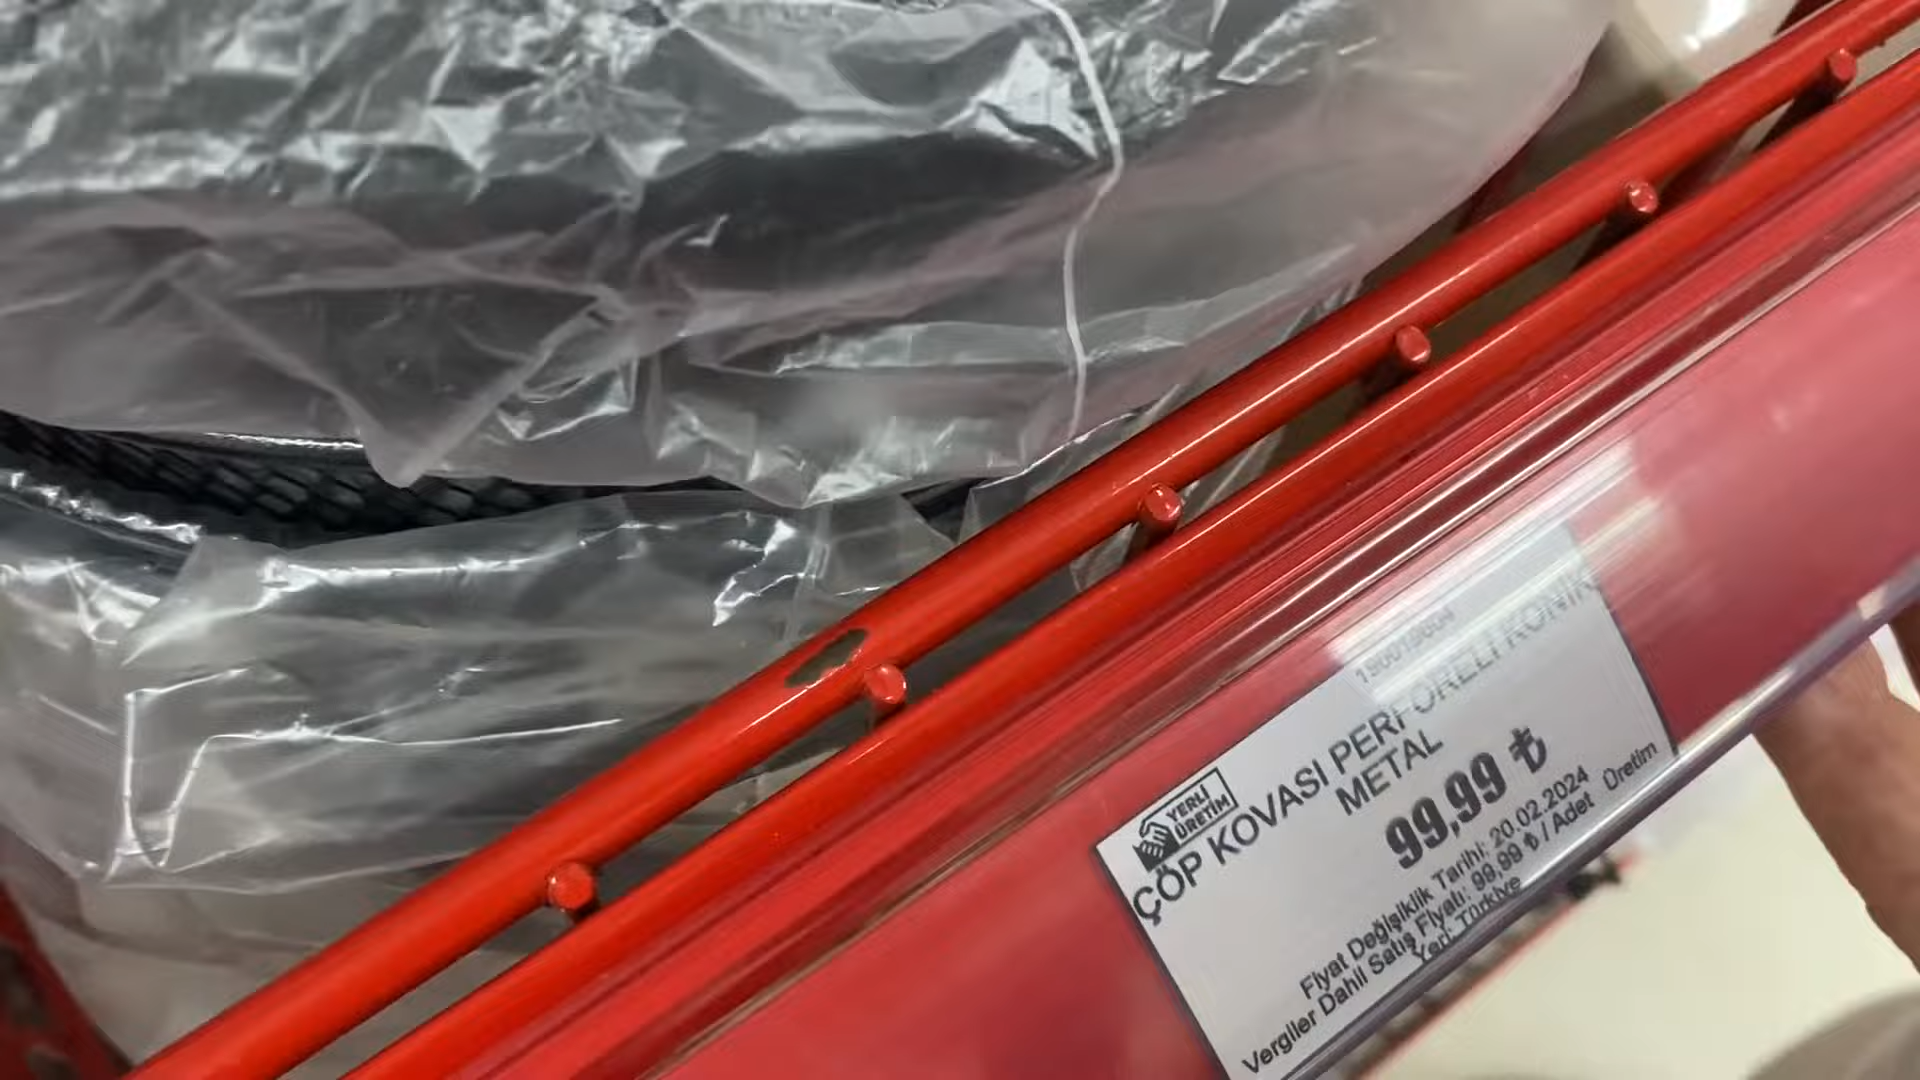 190019604
ÇÖP KOVASI PERFORELİ KONİK
METAL
YERLİ
ÜRETİM
99,99 ₺
Fiyat Değişiklik Tarihi: 20.02.2024
Vergiler Dahil Satış Fiyatı: 99,99 ₺ / Adet Üretim
Yeri: Türkiye